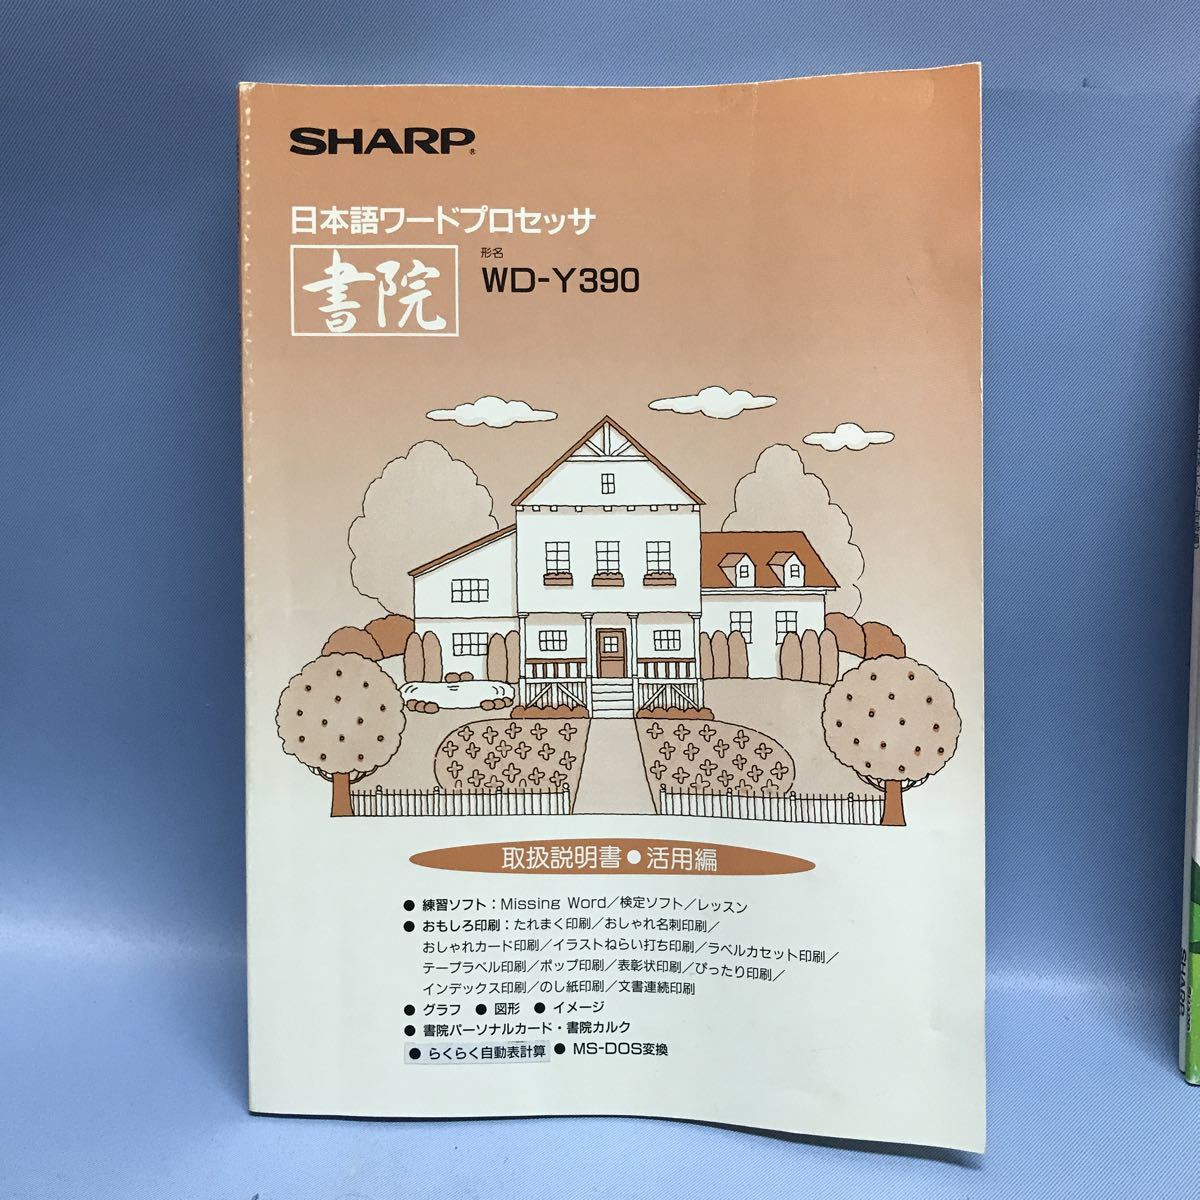 SHARP®
日本語ワードプロセッサ
書院
形名
WD-Y390
取扱説明書●活用編
● 練習ソフト：Missing Word／検定ソフト／レッスン
● おもしろ印刷：たれまく印刷／おしゃれ名刺印刷／
おしゃれカード印刷／イラストねらい打ち印刷／ラベルカセット印刷／
テープラベル印刷／ポップ印刷／表彰状印刷／ぴったり印刷／
インデックス印刷／のし紙印刷／文書連続印刷
● グラフ ● 図形 ● イメージ
● 書院パーソナルカード・書院カルク
● らくらく自動表計算 ● MS-DOS変換
SHARP